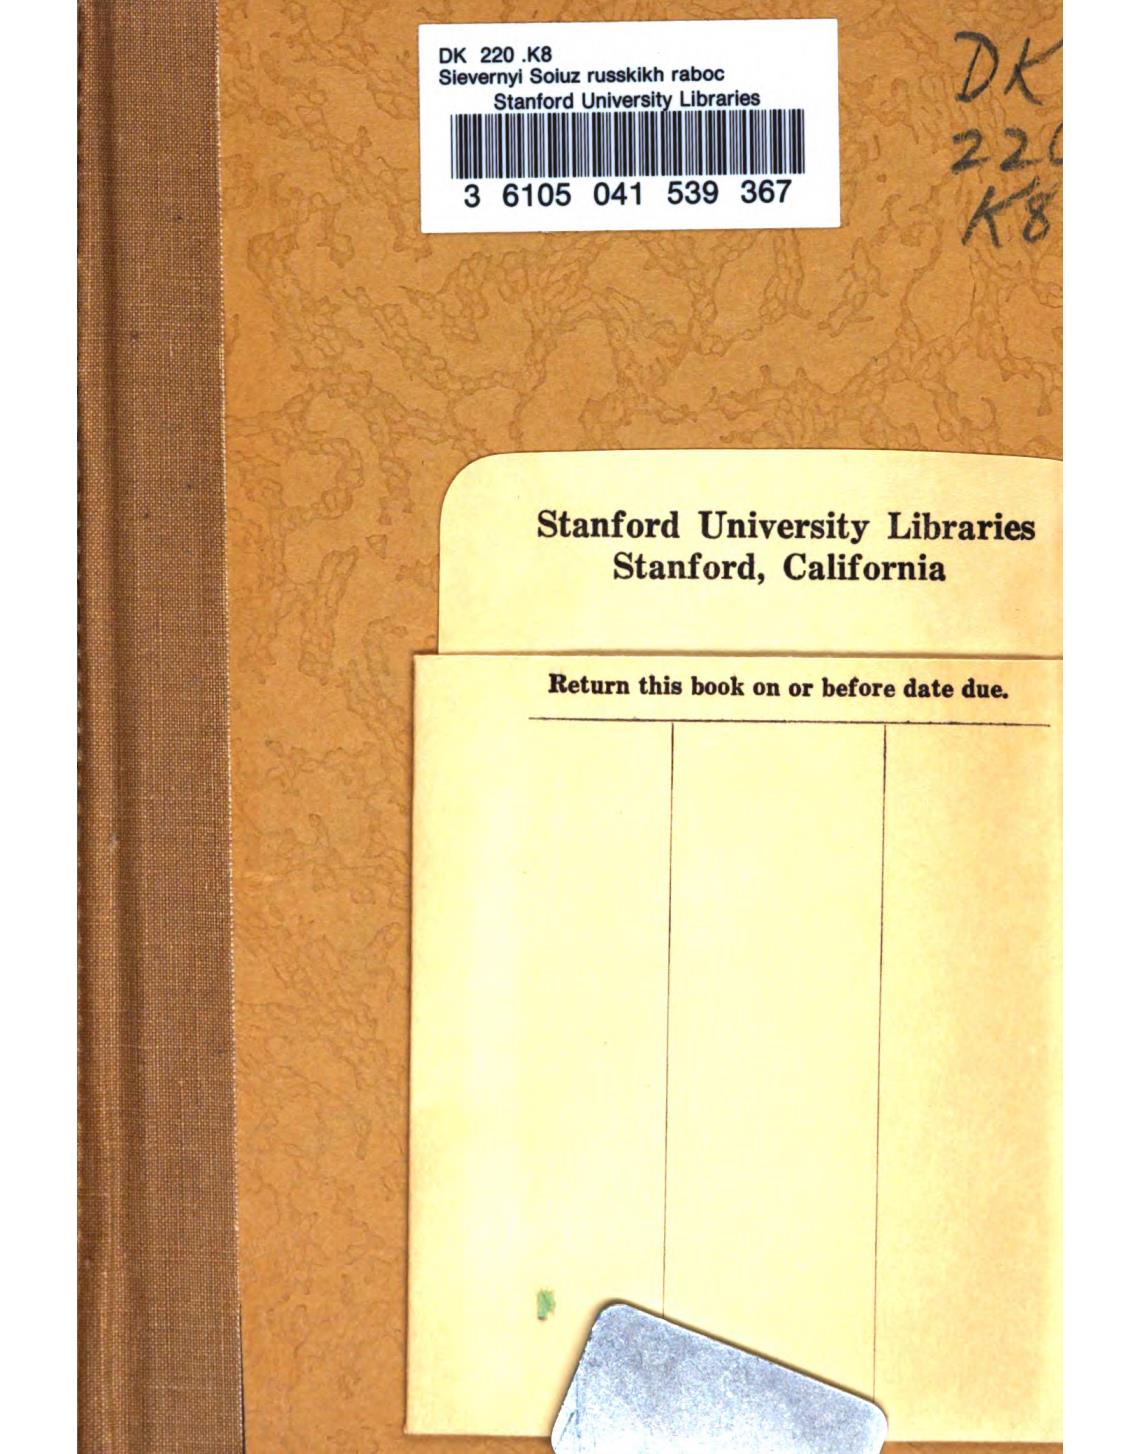 DK 220 .K8
Sievernyi Soiuz russkikh raboc
Stanford University Libraries
3 6105 041 539 367
DK
220
K8
Stanford University Libraries
Stanford, California
Return this book on or before date due.